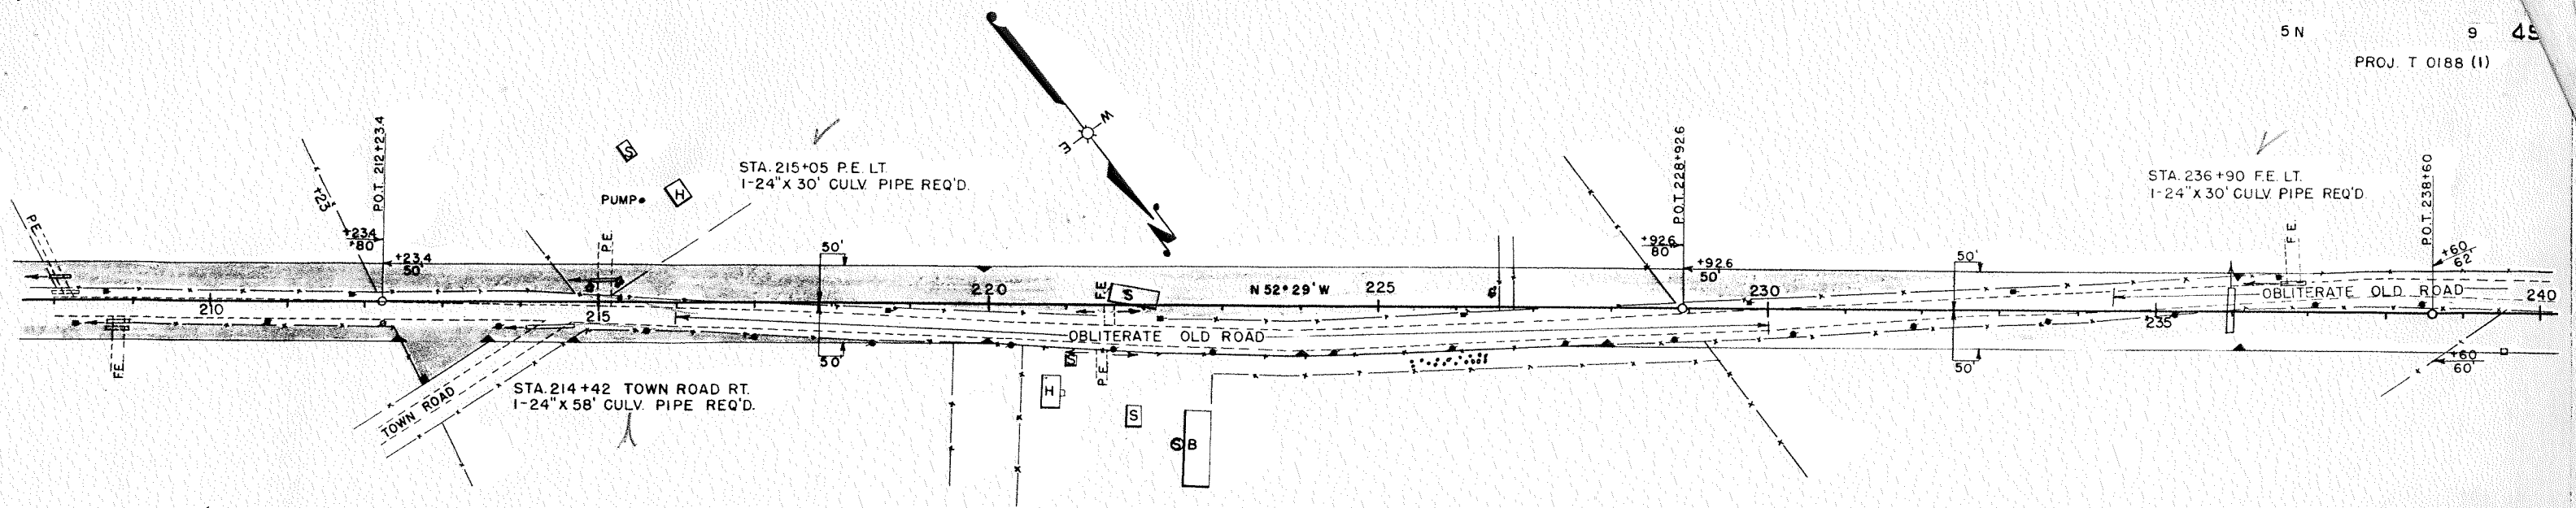 5 N 9 45
PROJ. T 0188 (1)
P.O.T. 212+23.4
+23
P.E.
+23.4
80'
+23.4
50'
S
H
PUMP
P.E.
STA. 215+05 P.E. LT.
1-24" X 30' CULV. PIPE REQ'D.
W
E
50'
P.O.T. 228+92.6
+92.6
80'
+92.6
50'
STA. 236+90 F.E. LT.
1-24" X 30' CULV. PIPE REQ'D.
F.E.
P.O.T. 238+60
+60
62'
50'
210
215
220
F.E.
S
N 52° 29' W
225
230
235
OBLITERATE OLD ROAD
240
OBLITERATE OLD ROAD
F.E.
TOWN ROAD
STA. 214+42 TOWN ROAD RT.
1-24" X 58' CULV. PIPE REQ'D.
50'
S
P.E.
H
S
S B
50'
+60
60'